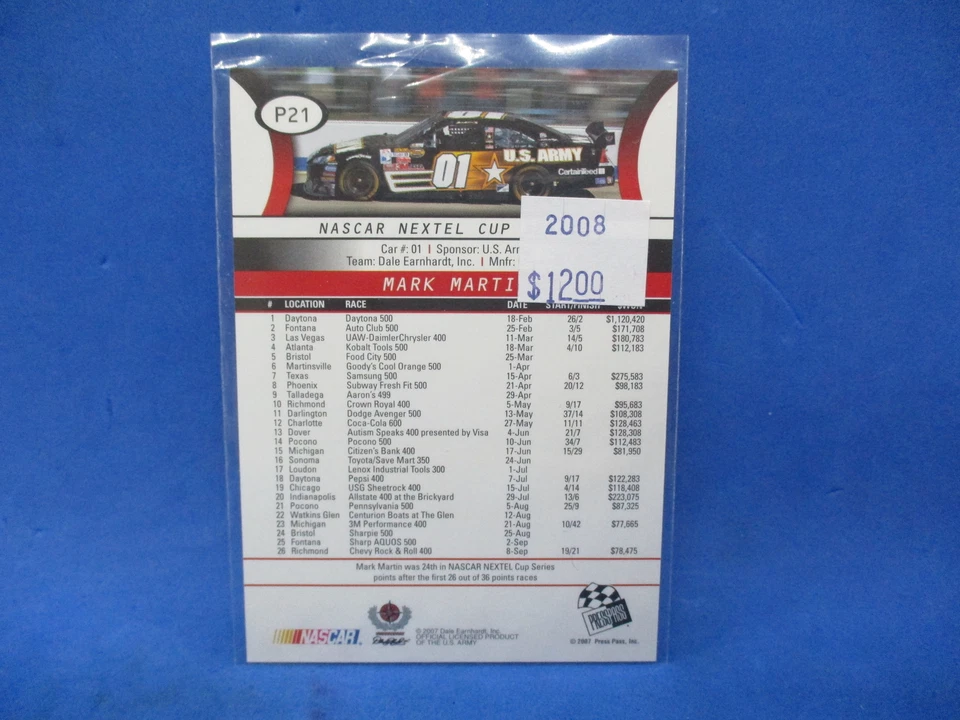 P21
01
U.S. ARMY
CertainTeed
NASCAR NEXTEL CUP
2008
$1200
Car #: 01 | Sponsor: U.S.
Team: Dale Earnhardt, Inc. | Mnfr:
MARK MARTI
# LOCATION RACE DATE START/FINISH
1 Daytona Daytona 500 18-Feb 26/2 $1,120,420
2 Fontana Auto Club 500 25-Feb 3/5 $171,708
3 Las Vegas UAW-DaimlerChrysler 400 11-Mar 14/5 $180,783
4 Atlanta Kobalt Tools 500 18-Mar 4/10 $112,183
5 Bristol Food City 500 25-Mar
6 Martinsville Goody's Cool Orange 500 1-Apr
7 Texas Samsung 500 15-Apr 6/3 $275,583
8 Phoenix Subway Fresh Fit 500 21-Apr 20/12 $98,183
9 Talladega Aaron's 499 29-Apr
10 Richmond Crown Royal 400 5-May 9/17 $95,683
11 Darlington Dodge Avenger 500 13-May 37/14 $108,308
12 Charlotte Coca-Cola 600 27-May 11/11 $128,463
13 Dover Autism Speaks 400 presented by Visa 4-Jun 13/7 $128,308
14 Pocono Pocono 500 10-Jun 34/7 $112,483
15 Michigan Citizen's Bank 400 17-Jun 15/29 $81,950
16 Sonoma Toyota/Save Mart 350 24-Jun
17 Loudon Lenox Industrial Tools 300 1-Jul
18 Daytona Pepsi 400 7-Jul 9/17 $122,283
19 Chicago USG Sheetrock 400 15-Jul 4/14 $118,408
20 Indianapolis Allstate 400 at the Brickyard 29-Jul 13/6 $223,075
21 Pocono Pennsylvania 500 5-Aug 25/9 $87,325
22 Watkins Glen Centurion Boats at The Glen 12-Aug
23 Michigan 3M Performance 400 21-Aug 10/42 $77,665
24 Bristol Sharpie 500 25-Aug
25 Fontana Sharp AQUOS 500 2-Sep
26 Richmond Chevy Rock & Roll 400 8-Sep 19/21 $78,475
Mark Martin was 24th in NASCAR NEXTEL Cup Series
points after the first 26 out of 36 points races
NASCAR
© 2007 Dale Earnhardt, Inc.
OFFICIAL LICENSED PRODUCT
OF THE U.S. ARMY
PRESS PASS
© 2007 Press Pass, Inc.